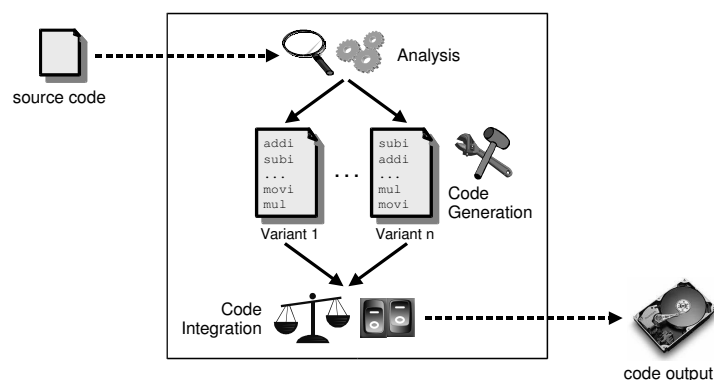 Analysis
source code
addi
subi
...
movi
mul
subi
addi
...
mul
movi
...
Code
Generation
Variant 1
Variant n
Code
Integration
code output